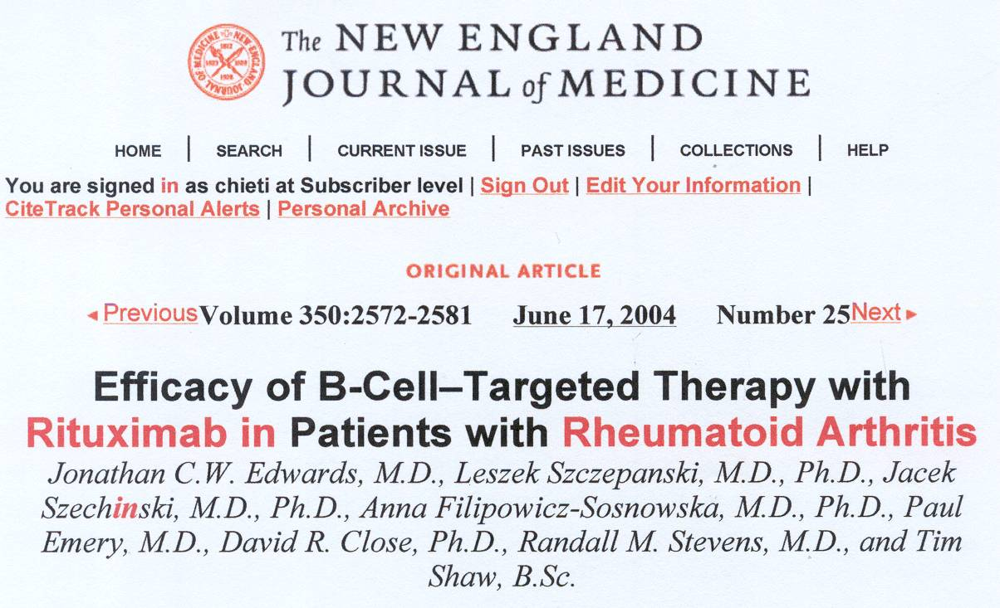 The NEW ENGLAND
JOURNAL of MEDICINE
HOME | SEARCH | CURRENT ISSUE | PAST ISSUES | COLLECTIONS | HELP
You are signed in as chieti at Subscriber level | Sign Out | Edit Your Information |
CiteTrack Personal Alerts | Personal Archive
ORIGINAL ARTICLE
◄ Previous Volume 350:2572-2581 June 17, 2004 Number 25 Next ►
Efficacy of B-Cell–Targeted Therapy with
Rituximab in Patients with Rheumatoid Arthritis
Jonathan C.W. Edwards, M.D., Leszek Szczepanski, M.D., Ph.D., Jacek
Szechinski, M.D., Ph.D., Anna Filipowicz-Sosnowska, M.D., Ph.D., Paul
Emery, M.D., David R. Close, Ph.D., Randall M. Stevens, M.D., and Tim
Shaw, B.Sc.